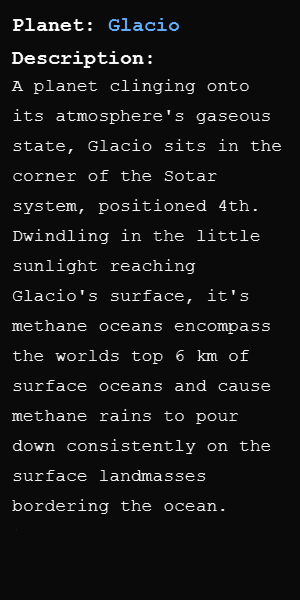 Planet: Glacio
Description:
A planet clinging onto
its atmosphere's gaseous
state, Glacio sits in the
corner of the Sotar
system, positioned 4th.
Dwindling in the little
sunlight reaching
Glacio's surface, it's
methane oceans encompass
the worlds top 6 km of
surface oceans and cause
methane rains to pour
down consistently on the
surface landmasses
bordering the ocean.